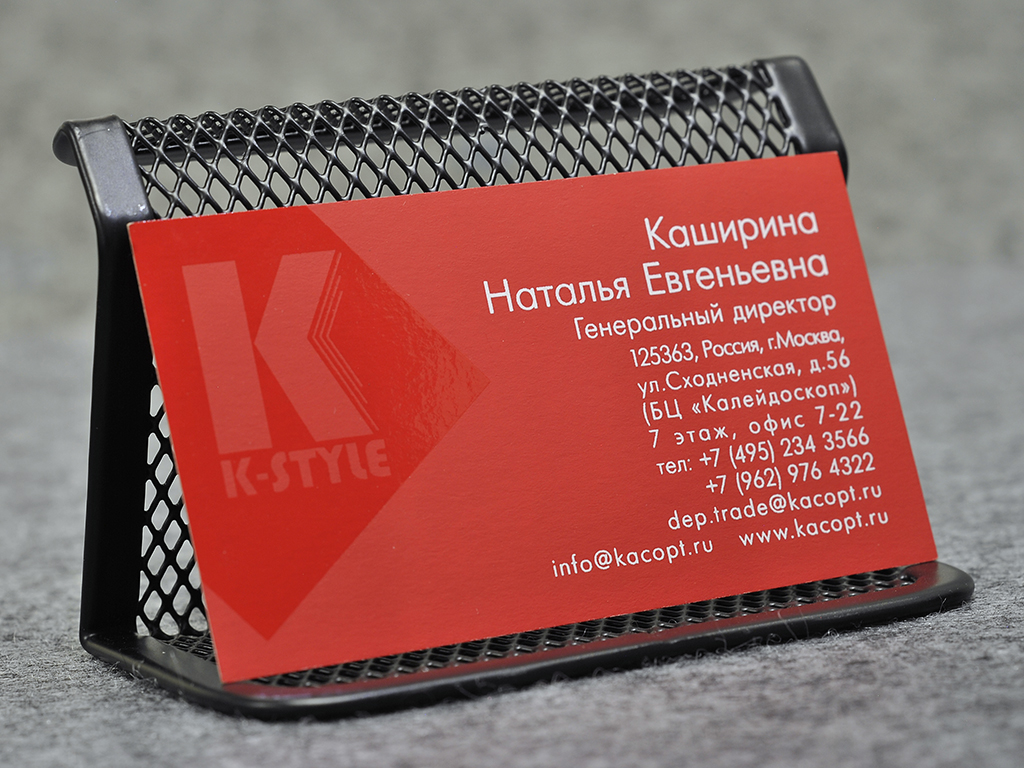 K
K-STYLE
Каширина
Наталья Евгеньевна
Генеральный директор
125363, Россия, г.Москва,
ул.Сходненская, д.56
(БЦ «Калейдоскоп»)
7 этаж, офис 7-22
тел: +7 (495) 234 3566
+7 (962) 976 4322
dep.trade@kacopt.ru
info@kacopt.ru www.kacopt.ru